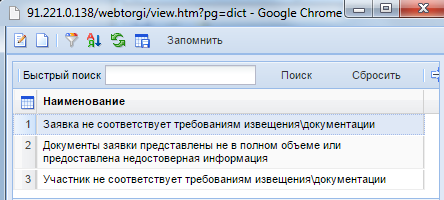 91.221.0.138/webtorgi/view.htm?pg=dict - Google Chrome
Запомнить
Быстрый поиск Поиск Сбросить
Наименование
1 Заявка не соответствует требованиям извещения\документации
2 Документы заявки представлены не в полном объеме или
предоставлена недостоверная информация
3 Участник не соответствует требованиям извещения\документации